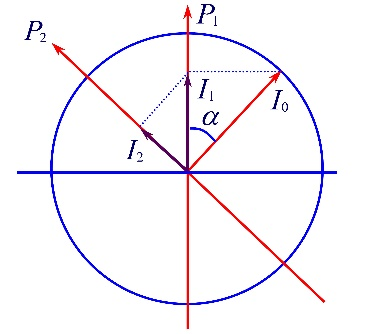 P₁
P₂
I₁
I₀
α
I₂